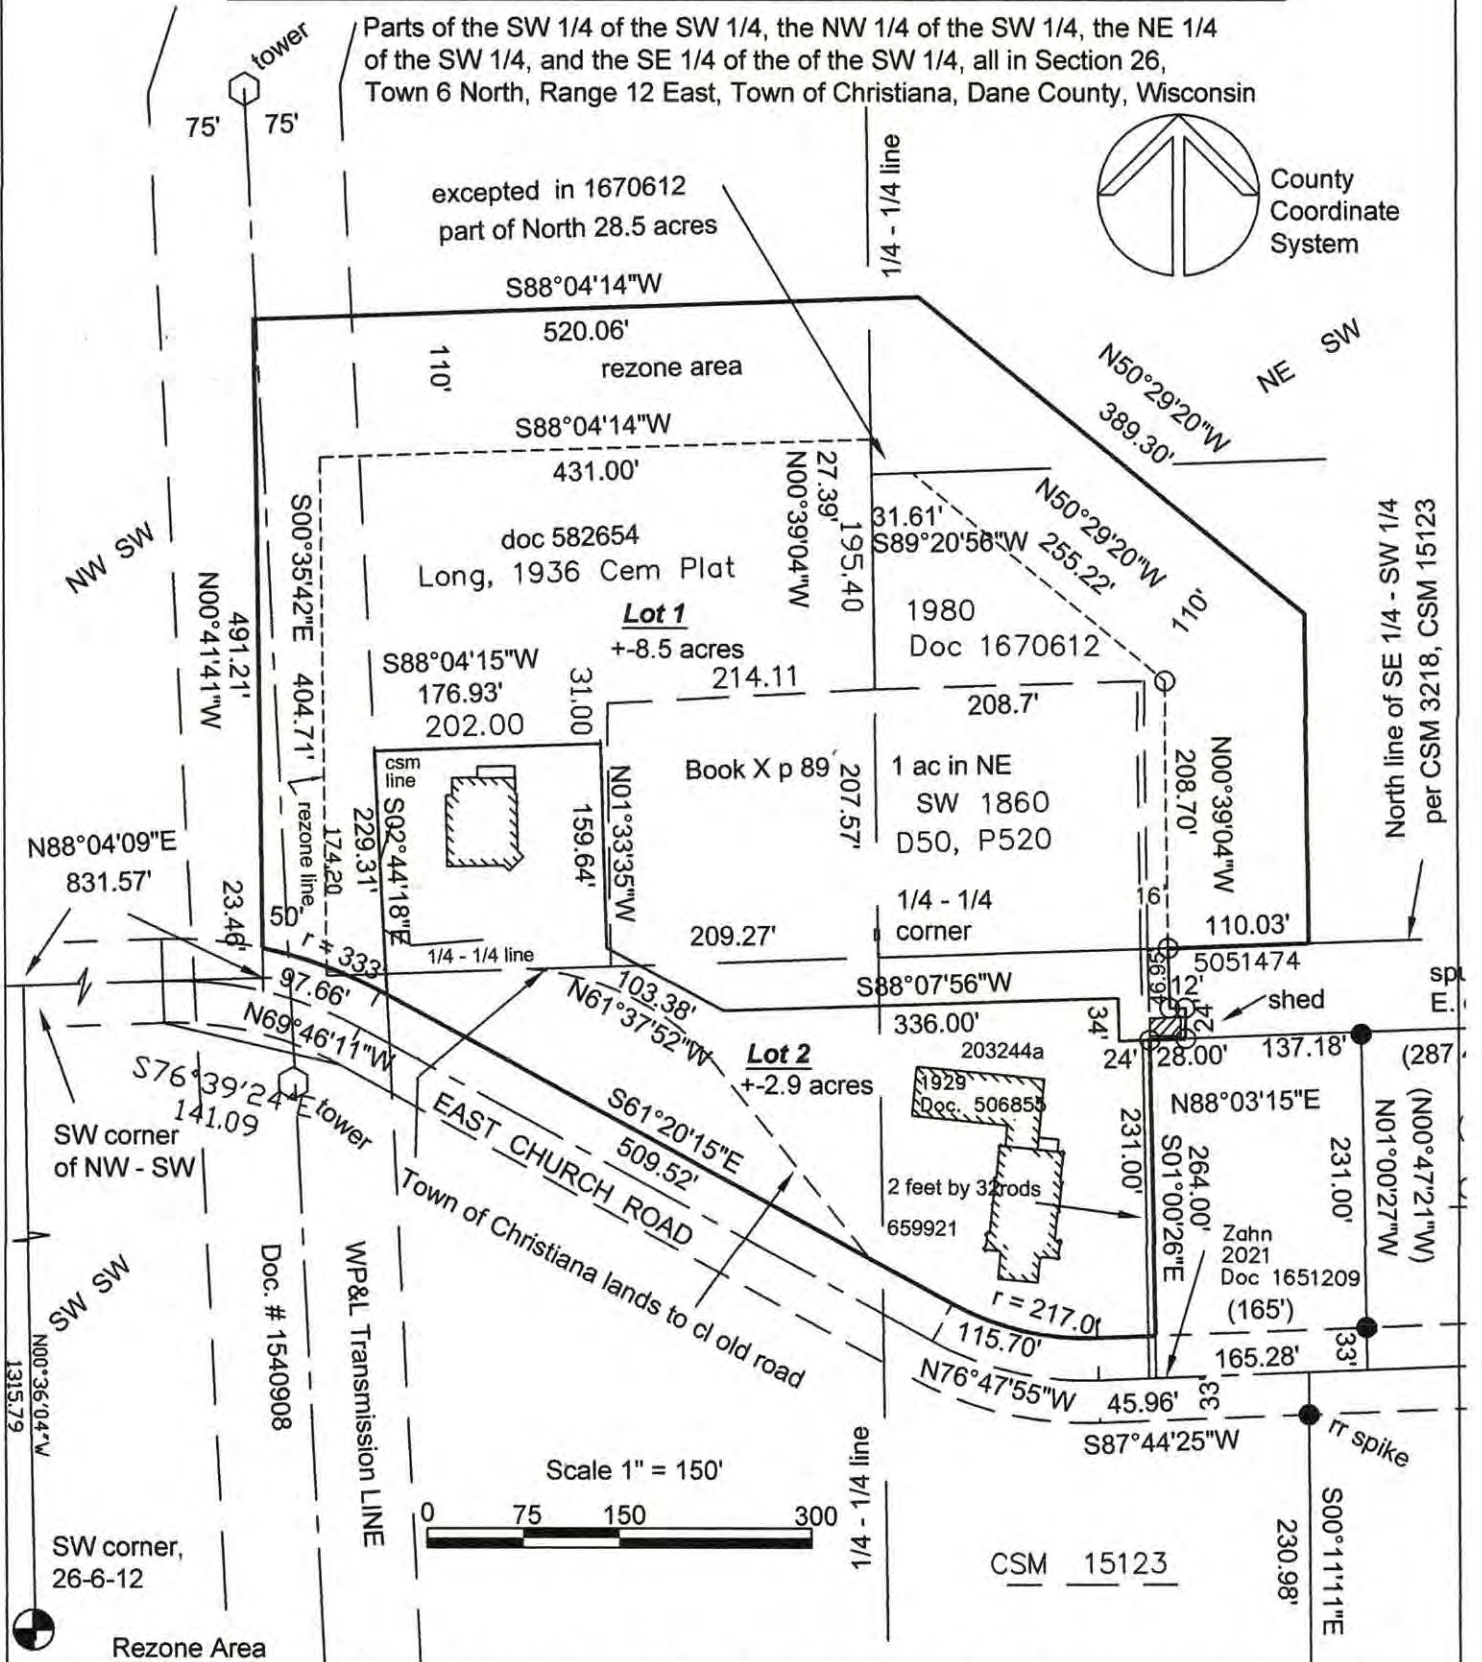 Parts of the SW 1/4 of the SW 1/4, the NW 1/4 of the SW 1/4, the NE 1/4
of the SW 1/4, and the SE 1/4 of the of the SW 1/4, all in Section 26,
Town 6 North, Range 12 East, Town of Christiana, Dane County, Wisconsin
tower
75' 75'
1/4 - 1/4 line
County
Coordinate
System
excepted in 1670612
part of North 28.5 acres
S88°04'14"W
520.06'
rezone area
110'
N50°29'20"W
389.30'
NE SW
S88°04'14"W
431.00'
27.39'
N00°39'04"W
195.40
31.61'
S89°20'56"W
N50°29'20"W
255.22'
110'
NW SW
S00°35'42"E 404.71'
doc 582654
Long, 1936 Cem Plat
Lot 1
+-8.5 acres
1980
Doc 1670612
North line of SE 1/4 - SW 1/4
per CSM 3218, CSM 15123
491.21'
N00°41'41"W
S88°04'15"W
176.93'
202.00
31.00
214.11
208.7'
csm
line
Book X p 89
207.57'
1 ac in NE
SW 1860
D50, P520
208.70'
N00°39'04"W
rezone line
174.20
229.31'
S02°44'18"E
159.64'
N01°33'35"W
N88°04'09"E
831.57'
23.46'
50'
r = 333
1/4 - 1/4 line
209.27'
1/4 - 1/4
corner
16'
110.03'
5051474
97.66'
N69°46'11"W
103.38'
N61°37'52"W
S88°07'56"W
336.00'
34'
12'
24'
shed
E.
203244a
24' 28.00'
137.18'
(287.
Lot 2
+-2.9 acres
1929
Doc. 506855
N88°03'15"E
S76°39'24"E
141.09
tower
SW corner
of NW - SW
S61°20'15"E
509.52'
EAST CHURCH ROAD
Town of Christiana lands to cl old road
2 feet by 32rods
659921
231.00'
264.00'
S01°00'26"E
231.00'
N01°00'27"W
(N00°47'21"W)
Zahn
2021
Doc 1651209
(165')
SW SW
Doc. # 1540908
WP&L Transmission LINE
r = 217.0
115.70'
N76°47'55"W
45.96'
33
165.28'
33'
S87°44'25"W
rr spike
N00°36'04"W
1315.79
1/4 - 1/4 line
Scale 1" = 150'
0 75 150 300
S00°11'11"E
230.98'
CSM 15123
SW corner,
26-6-12
Rezone Area